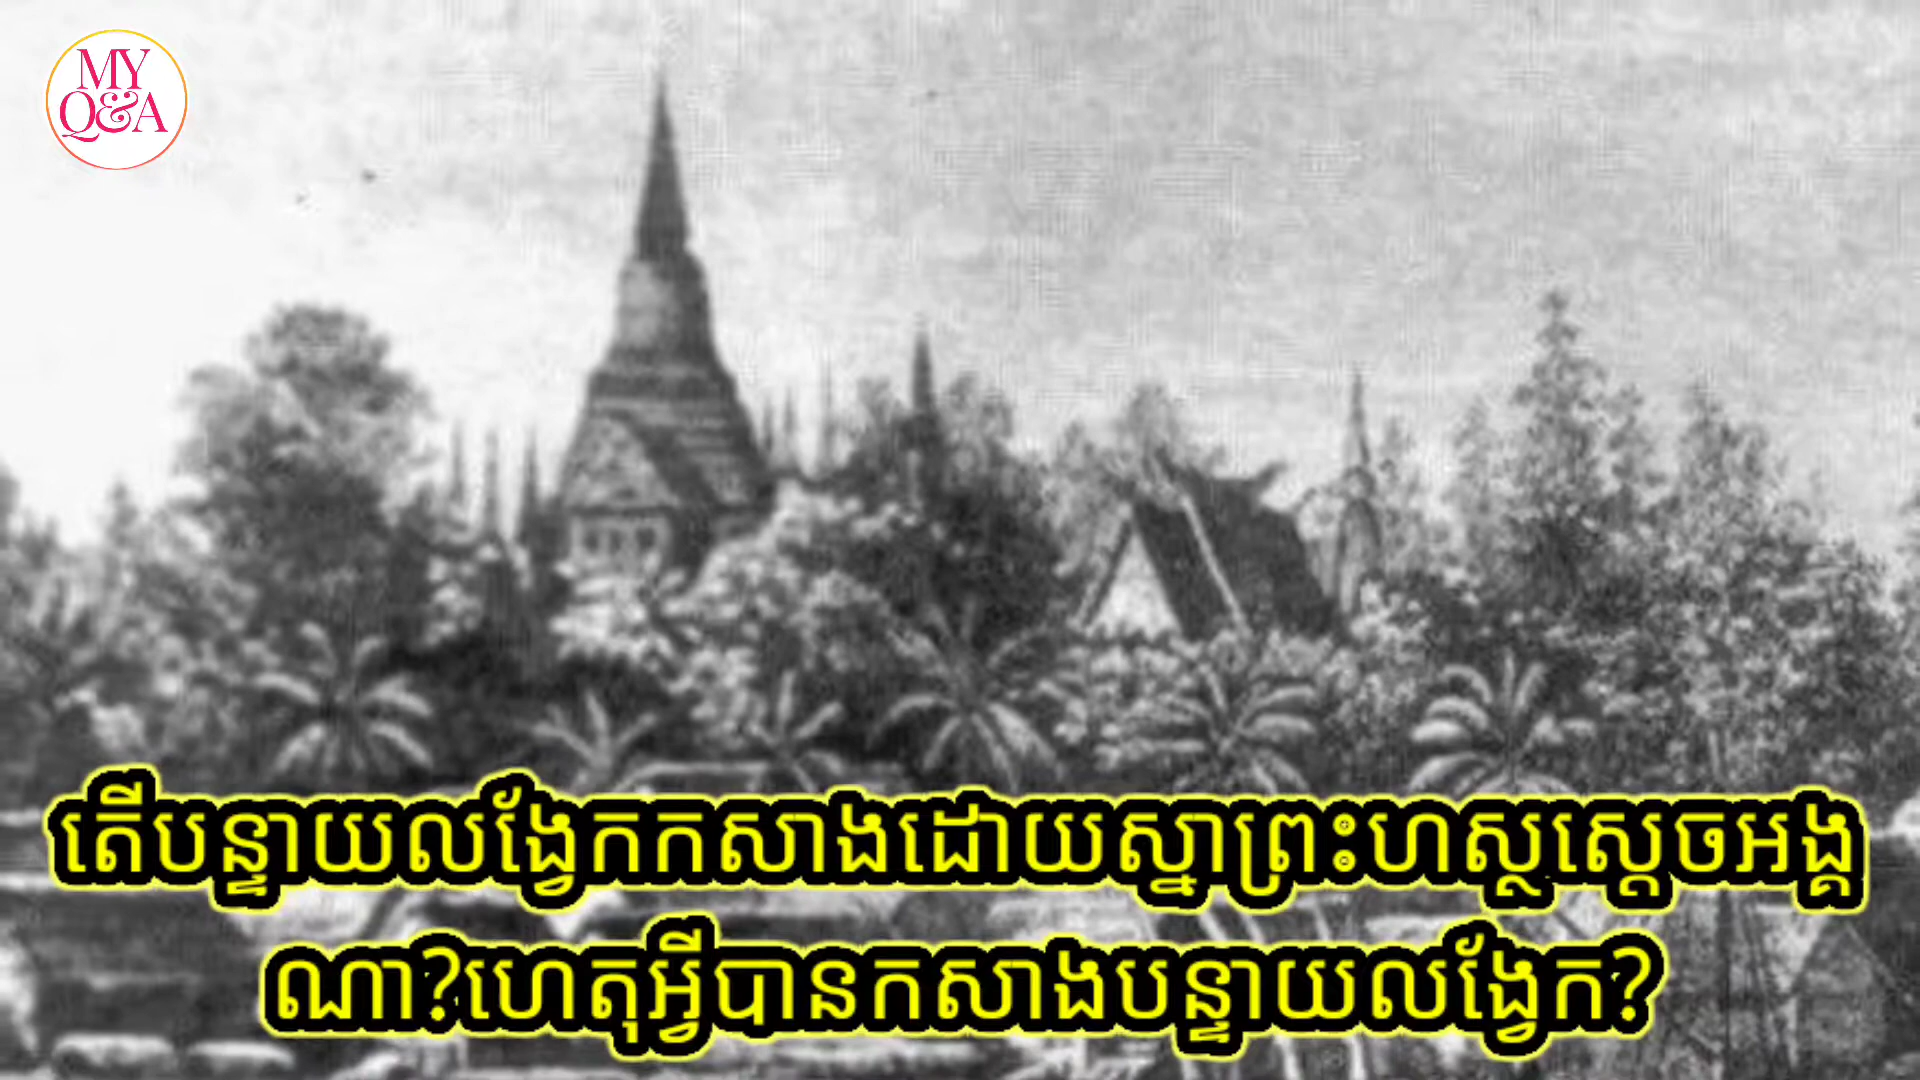 MY
Q&A
តើបន្ទាយលង្វែកកសាងដោយស្នាព្រះហស្ថស្ដេចអង្គ
ណា?ហេតុអ្វីបានកសាងបន្ទាយលង្វែក?